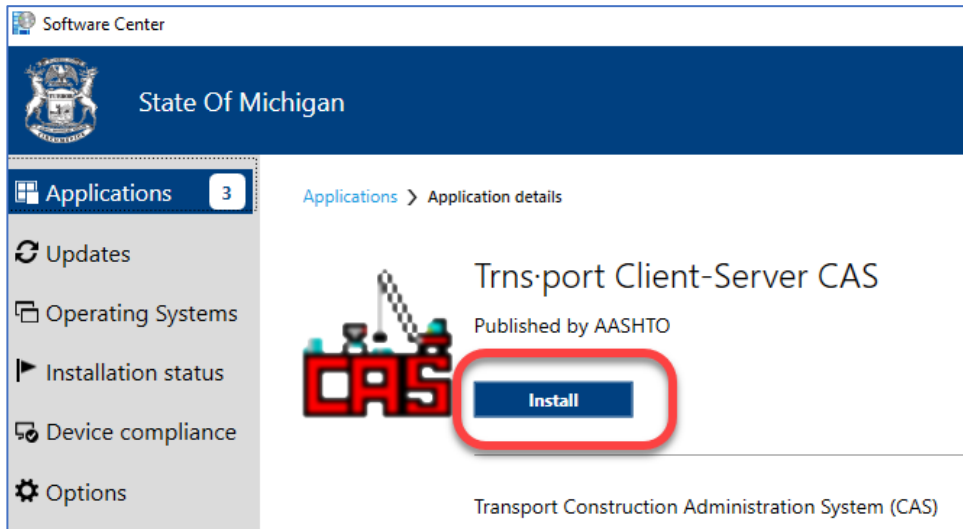 Software Center
State Of Michigan
Applications 3
Updates
Operating Systems
Installation status
Device compliance
Options
Applications > Application details
CAS
Trns·port Client-Server CAS
Published by AASHTO
Install
Transport Construction Administration System (CAS)